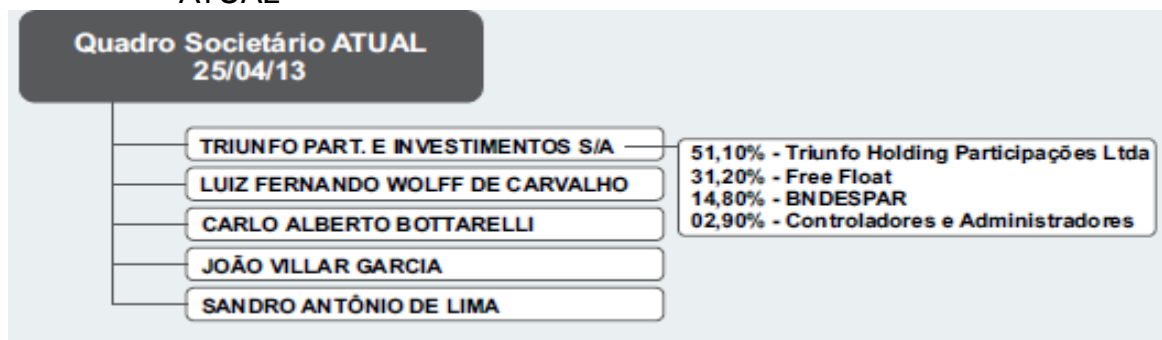 ATUAL
Quadro Societário ATUAL
25/04/13
TRIUNFO PART. E INVESTIMENTOS S/A
51,10% - Triunfo Holding Participações Ltda
31,20% - Free Float
14,80% - BNDESPAR
02,90% - Controladores e Administradores
LUIZ FERNANDO WOLFF DE CARVALHO
CARLO ALBERTO BOTTARELLI
JOÃO VILLAR GARCIA
SANDRO ANTÔNIO DE LIMA